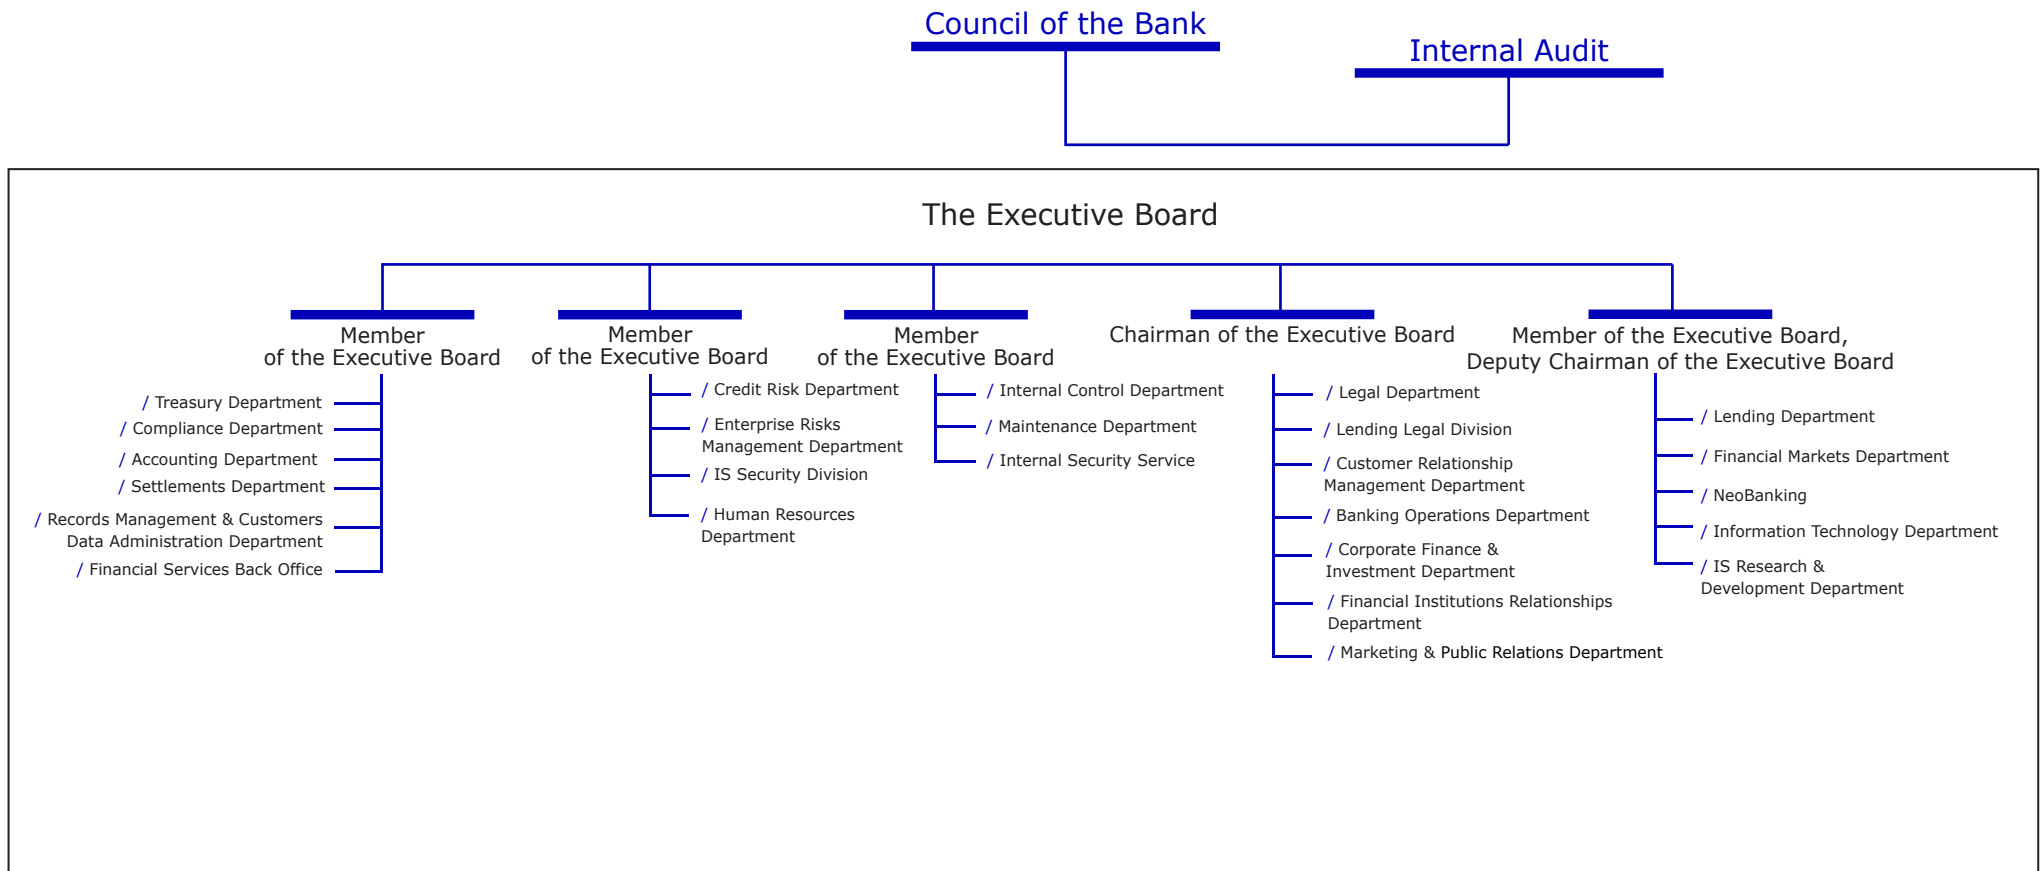 Council of the Bank
Internal Audit
The Executive Board
Member
of the Executive Board
/ Treasury Department
/ Compliance Department
/ Accounting Department
/ Settlements Department
/ Records Management & Customers
Data Administration Department
/ Financial Services Back Office
Member
of the Executive Board
/ Credit Risk Department
/ Enterprise Risks
Management Department
/ IS Security Division
/ Human Resources
Department
Member
of the Executive Board
/ Internal Control Department
/ Maintenance Department
/ Internal Security Service
Chairman of the Executive Board
/ Legal Department
/ Lending Legal Division
/ Customer Relationship
Management Department
/ Banking Operations Department
/ Corporate Finance &
Investment Department
/ Financial Institutions Relationships
Department
/ Marketing & Public Relations Department
Member of the Executive Board,
Deputy Chairman of the Executive Board
/ Lending Department
/ Financial Markets Department
/ NeoBanking
/ Information Technology Department
/ IS Research &
Development Department